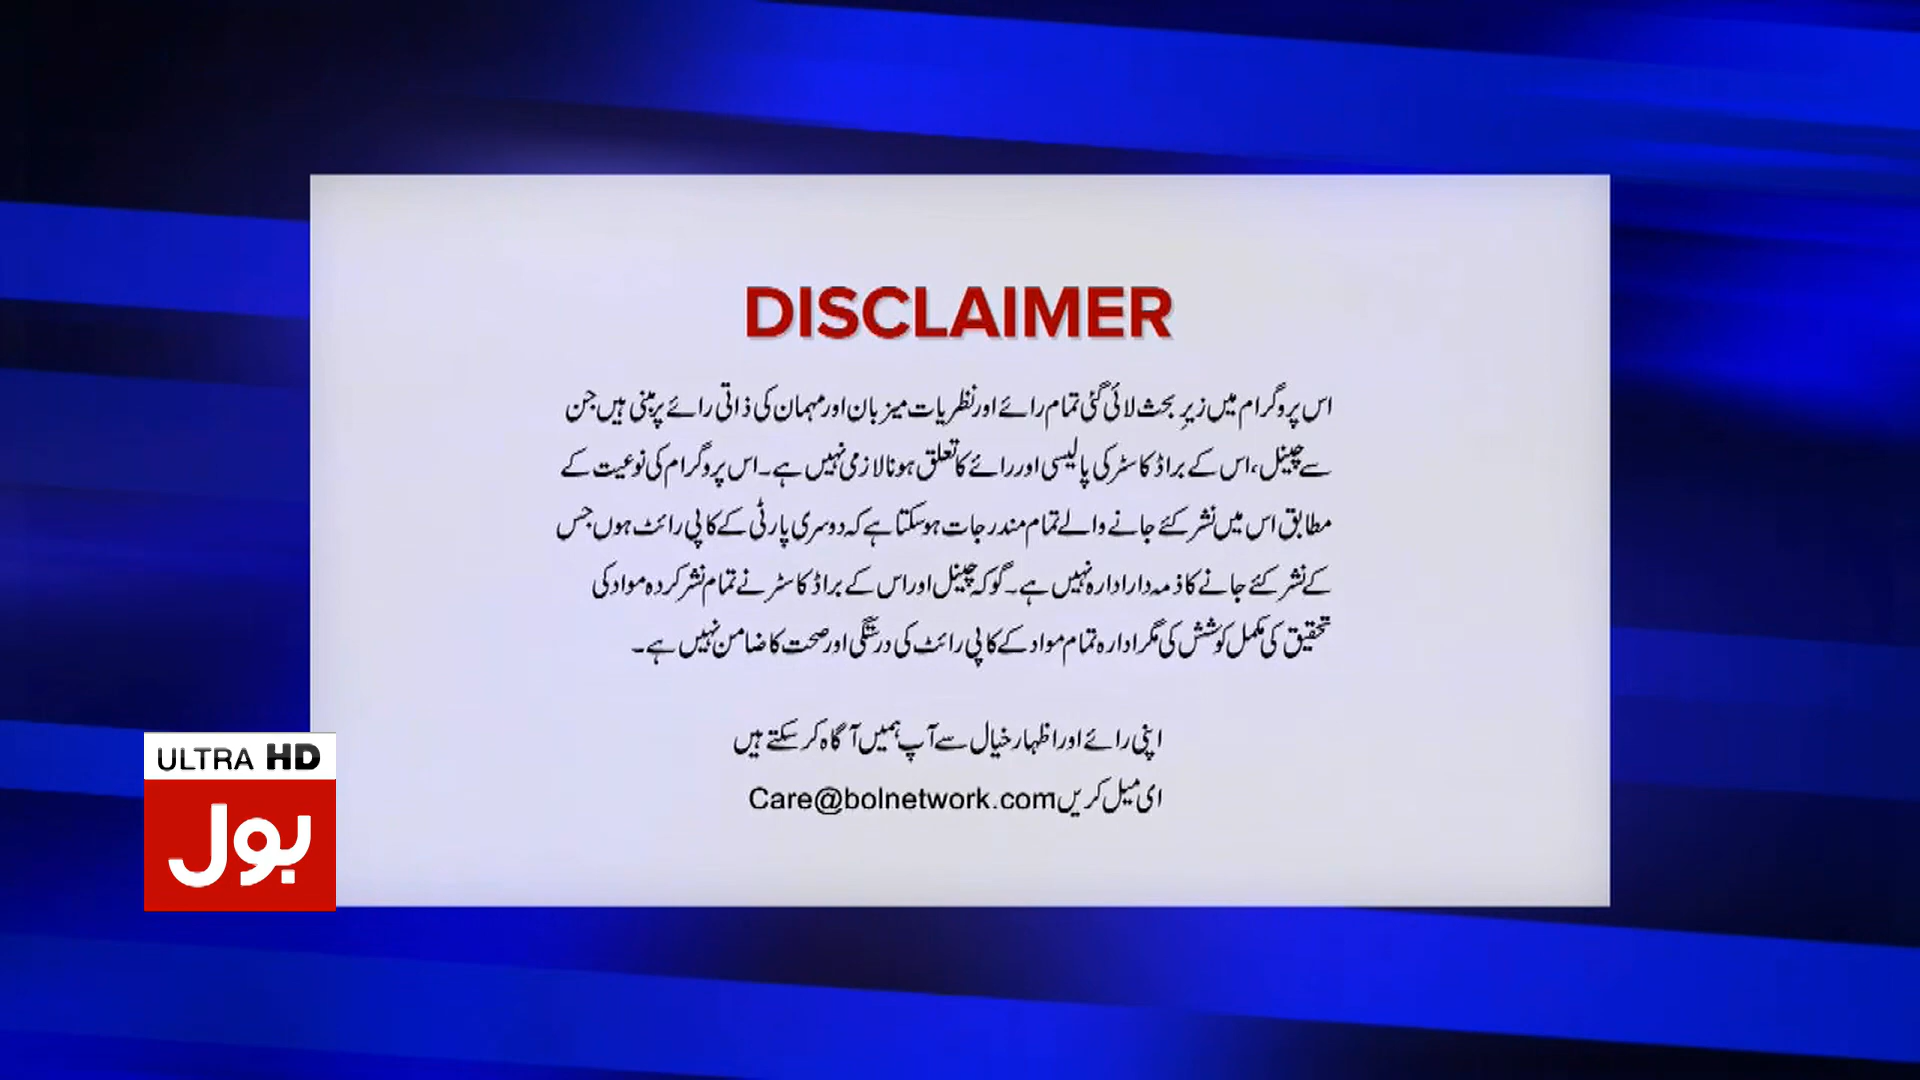 DISCLAIMER
اس پروگرام میں زیرِ بحث لائی گئی تمام رائے اور نظریات میزبان اور مہمان کی ذاتی رائے پر مبنی ہیں جن
سے چینل، اس کے براڈ کاسٹر کی پالیسی اور رائے کا تعلق ہونا لازمی نہیں ہے۔ اس پروگرام کی نوعیت کے
مطابق اس میں نشر کئے جانے والے تمام مندرجات ہوسکتا ہے کہ دوسری پارٹی کے کاپی رائٹ ہوں جس
کے نشر کئے جانے کا ذمہ دار ادارہ نہیں ہے۔ گو کہ چینل اور اس کے براڈ کاسٹر نے تمام نشر کردہ مواد کی
تحقیق کی مکمل کوشش کی مگر ادارہ تمام مواد کے کاپی رائٹ کی درستگی اور صحت کا ضامن نہیں ہے۔
اپنی رائے اور اظہار خیال سے آپ ہمیں آگاہ کرسکتے ہیں
ای میل کریں Care@bolnetwork.com
ULTRA HD
بول